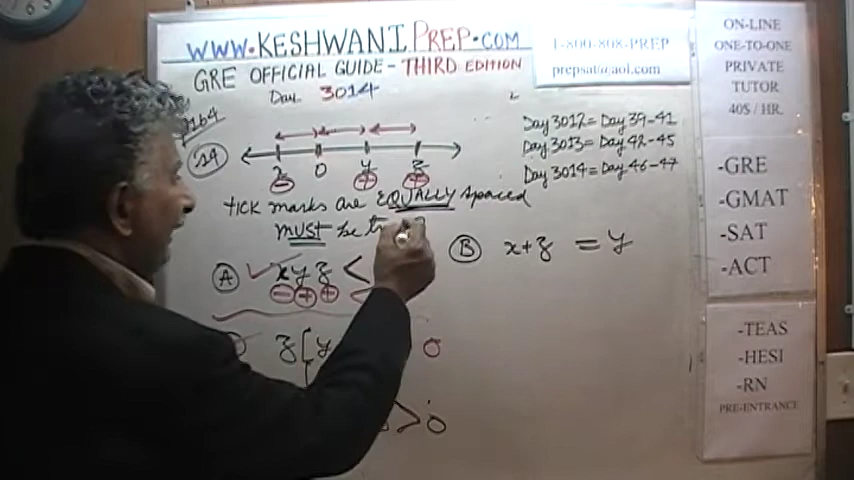 WWW.KESHWANIPREP.COM
GRE OFFICIAL GUIDE - THIRD EDITION
Day 3014
1-800-808-PREP
prepsat@aol.com
Day 3012 = Day 39-41
Day 3013 = Day 42-45
Day 3014 = Day 46-47
164
x 0 y z
- + +
tick marks are EQUALLY spaced
MUST be
A xyz <
- + +
B x+z = y
z[y 0
>0
ON-LINE
ONE-TO-ONE
PRIVATE
TUTOR
40$ / HR.
-GRE
-GMAT
-SAT
-ACT
-TEAS
-HESI
-RN
PRE-ENTRANCE